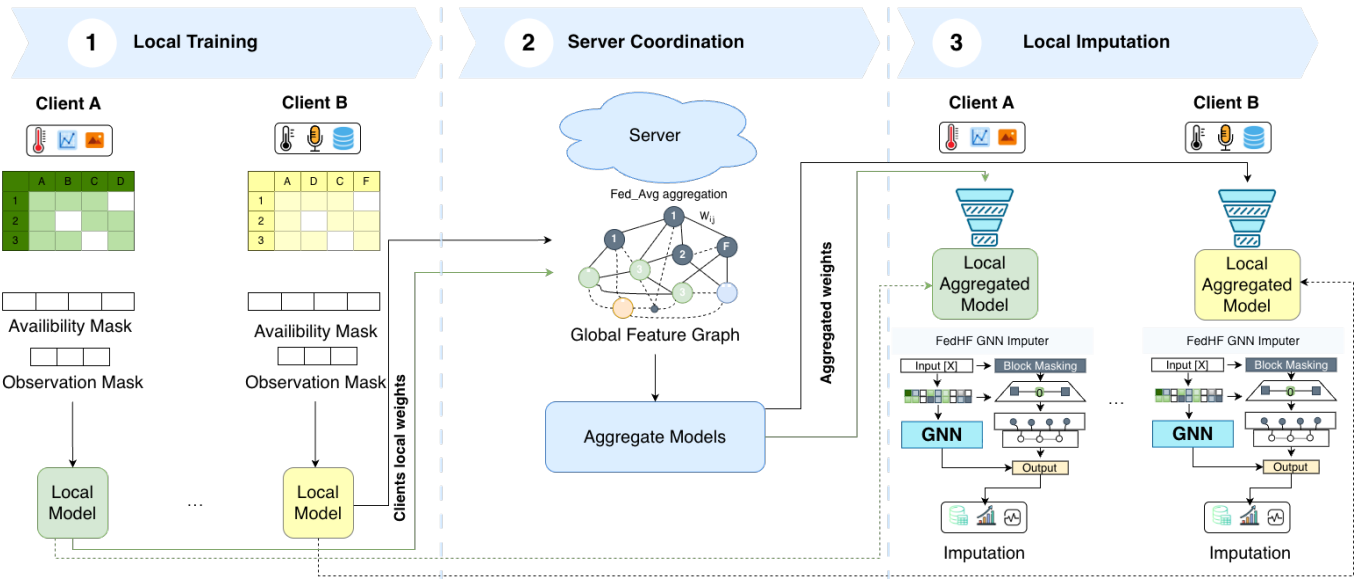 1
Local Training
2
Server Coordination
3
Local Imputation
Client A
A B C D
1
2
3
Availibility Mask
Observation Mask
Local
Model
...
Client B
A D C F
1
2
3
Availibility Mask
Observation Mask
Local
Model
Clients local weights
Server
Fed_Avg aggregation
1
Wi,j
1
2
F
3
3
Global Feature Graph
Aggregate Models
Aggregated weights
Client A
Local
Aggregated
Model
FedHF GNN Imputer
Input [X]
Block Masking
0
GNN
Output
Imputation
...
Client B
Local
Aggregated
Model
FedHF GNN Imputer
Input [X]
Block Masking
0
GNN
Output
Imputation